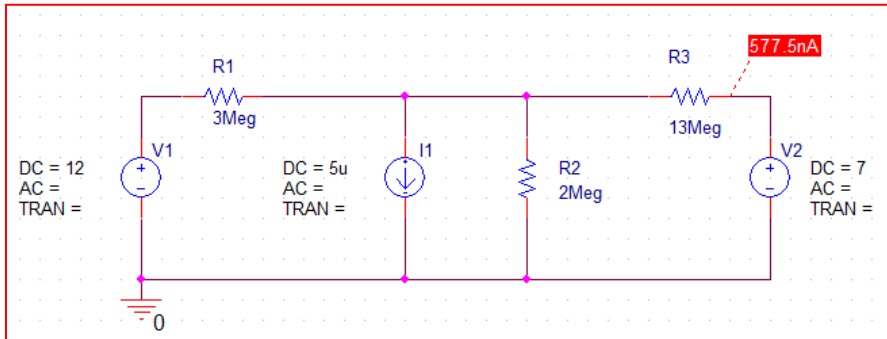 577.5nA
R1
R3
3Meg
13Meg
V1
I1
V2
DC = 12
AC =
TRAN =
DC = 5u
AC =
TRAN =
R2
2Meg
DC = 7
AC =
TRAN =
0